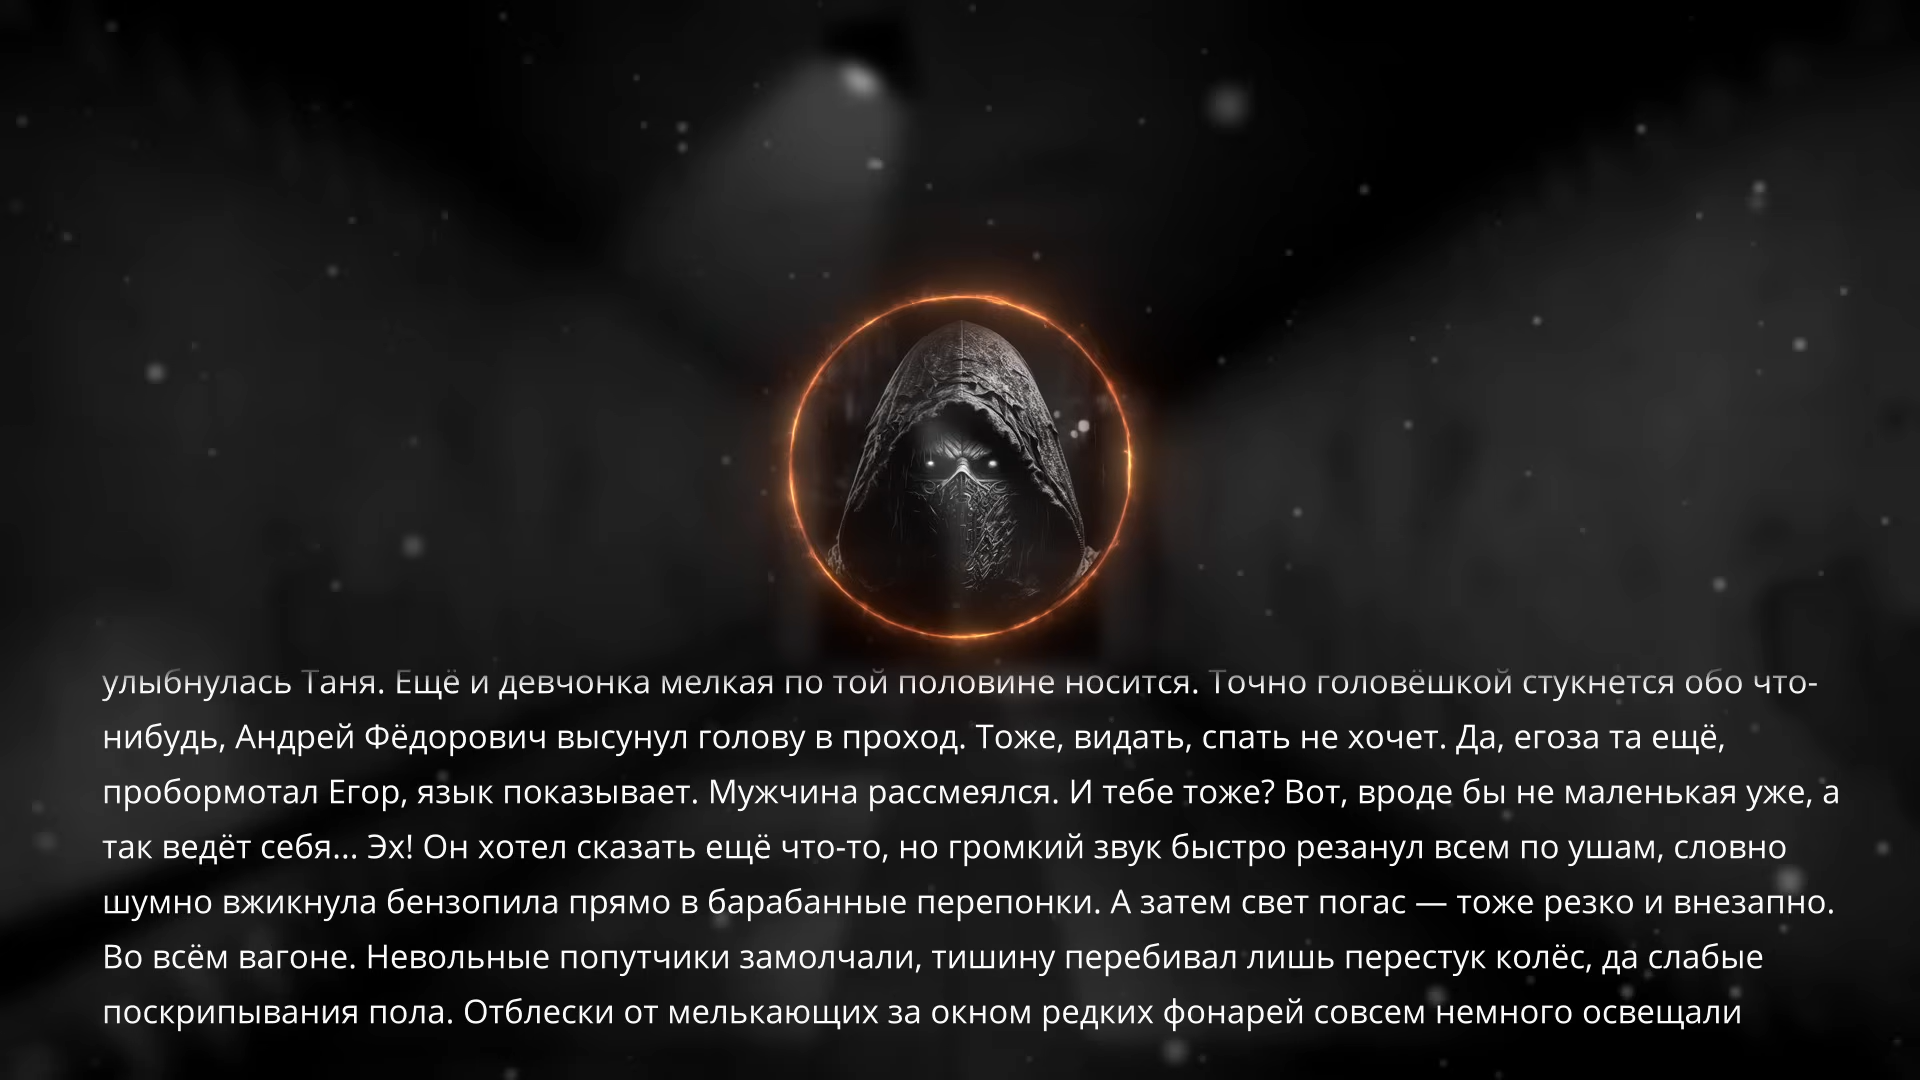 улыбнулась Таня. Ещё и девчонка мелкая по той половине носится. Точно головёшкой стукнется обо что-
нибудь, Андрей Фёдорович высунул голову в проход. Тоже, видать, спать не хочет. Да, егоза та ещё,
пробормотал Егор, язык показывает. Мужчина рассмеялся. И тебе тоже? Вот, вроде бы не маленькая уже, а
так ведёт себя... Эх! Он хотел сказать ещё что-то, но громкий звук быстро резанул всем по ушам, словно
шумно вжикнула бензопила прямо в барабанные перепонки. А затем свет погас — тоже резко и внезапно.
Во всём вагоне. Невольные попутчики замолчали, тишину перебивал лишь перестук колёс, да слабые
поскрипывания пола. Отблески от мелькающих за окном редких фонарей совсем немного освещали